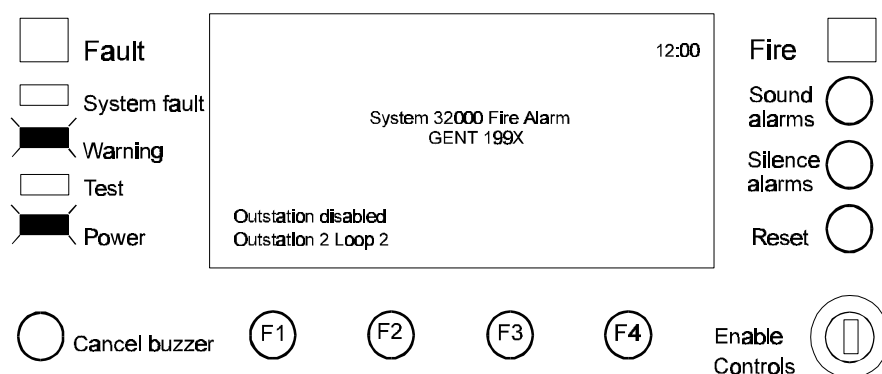 Fault
System fault
Warning
Test
Power
12:00
System 32000 Fire Alarm
GENT 199X
Outstation disabled
Outstation 2 Loop 2
Fire
Sound
alarms
Silence
alarms
Reset
Cancel buzzer
F1
F2
F3
F4
Enable
Controls